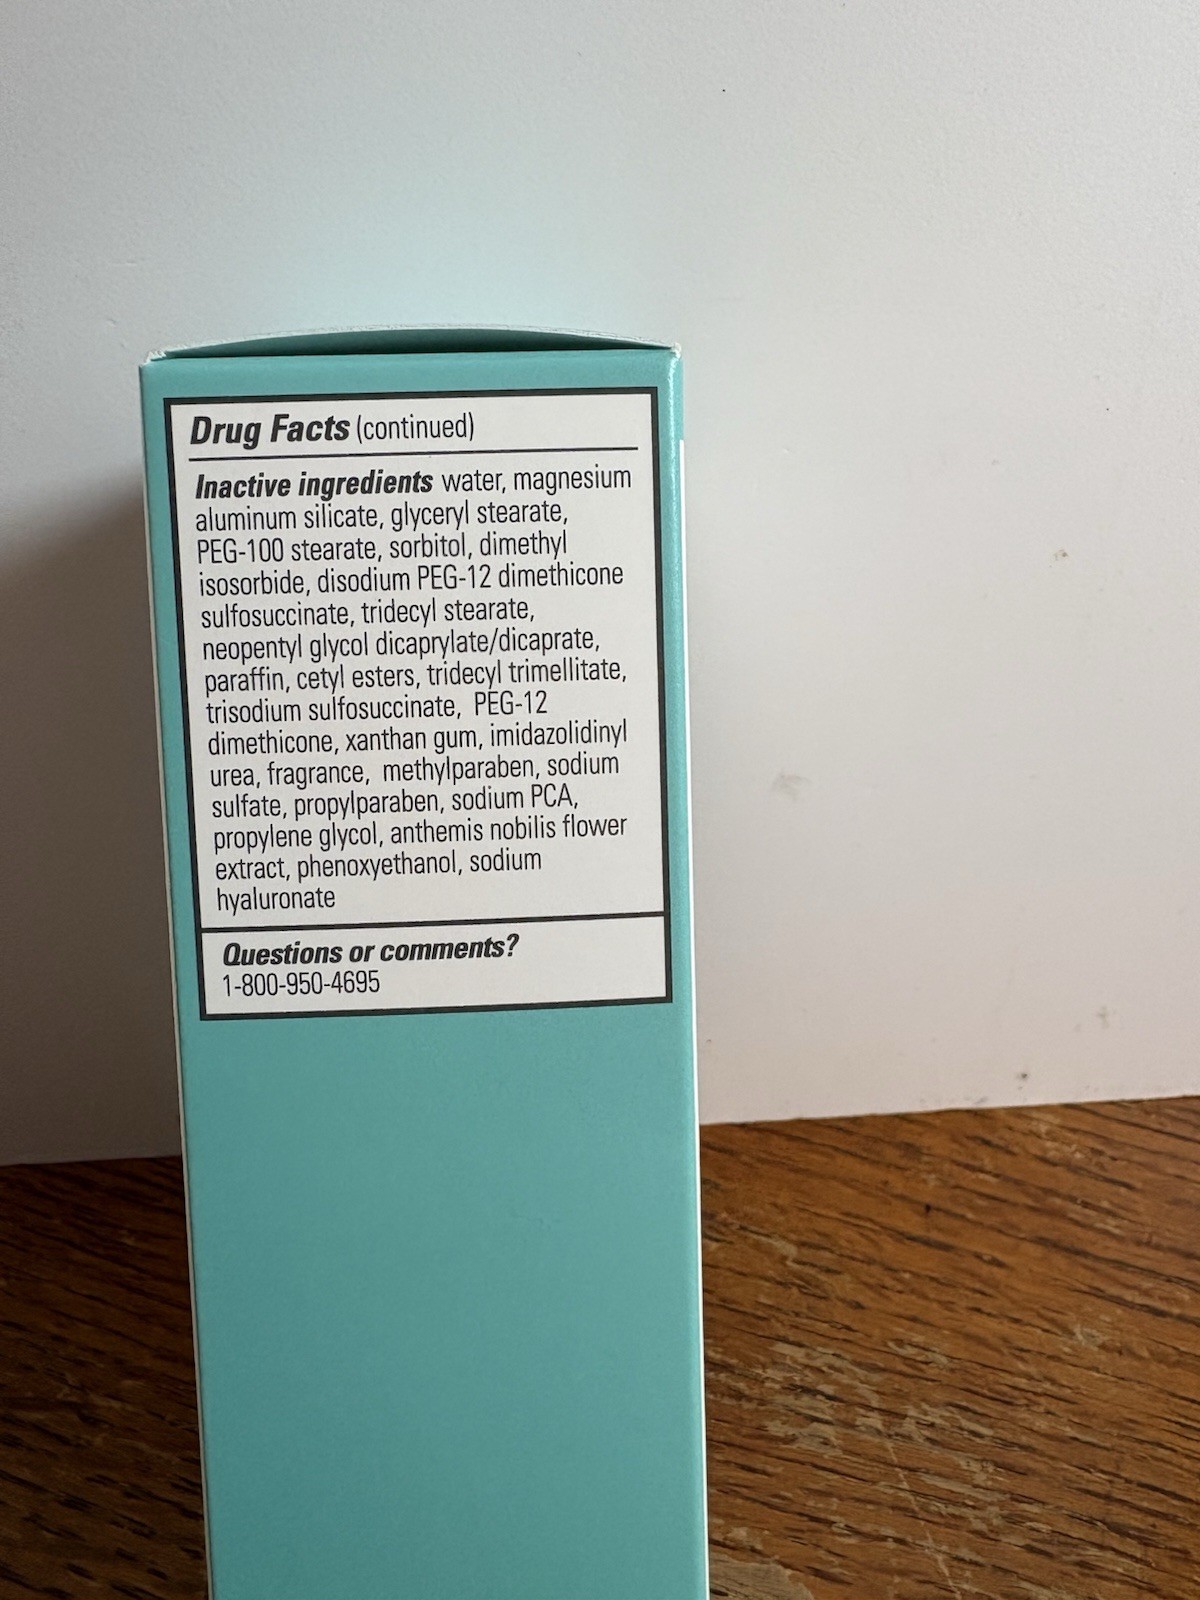 Drug Facts (continued)
Inactive ingredients water, magnesium
aluminum silicate, glyceryl stearate,
PEG-100 stearate, sorbitol, dimethyl
isosorbide, disodium PEG-12 dimethicone
sulfosuccinate, tridecyl stearate,
neopentyl glycol dicaprylate/dicaprate,
paraffin, cetyl esters, tridecyl trimellitate,
trisodium sulfosuccinate, PEG-12
dimethicone, xanthan gum, imidazolidinyl
urea, fragrance, methylparaben, sodium
sulfate, propylparaben, sodium PCA,
propylene glycol, anthemis nobilis flower
extract, phenoxyethanol, sodium
hyaluronate
Questions or comments?
1-800-950-4695